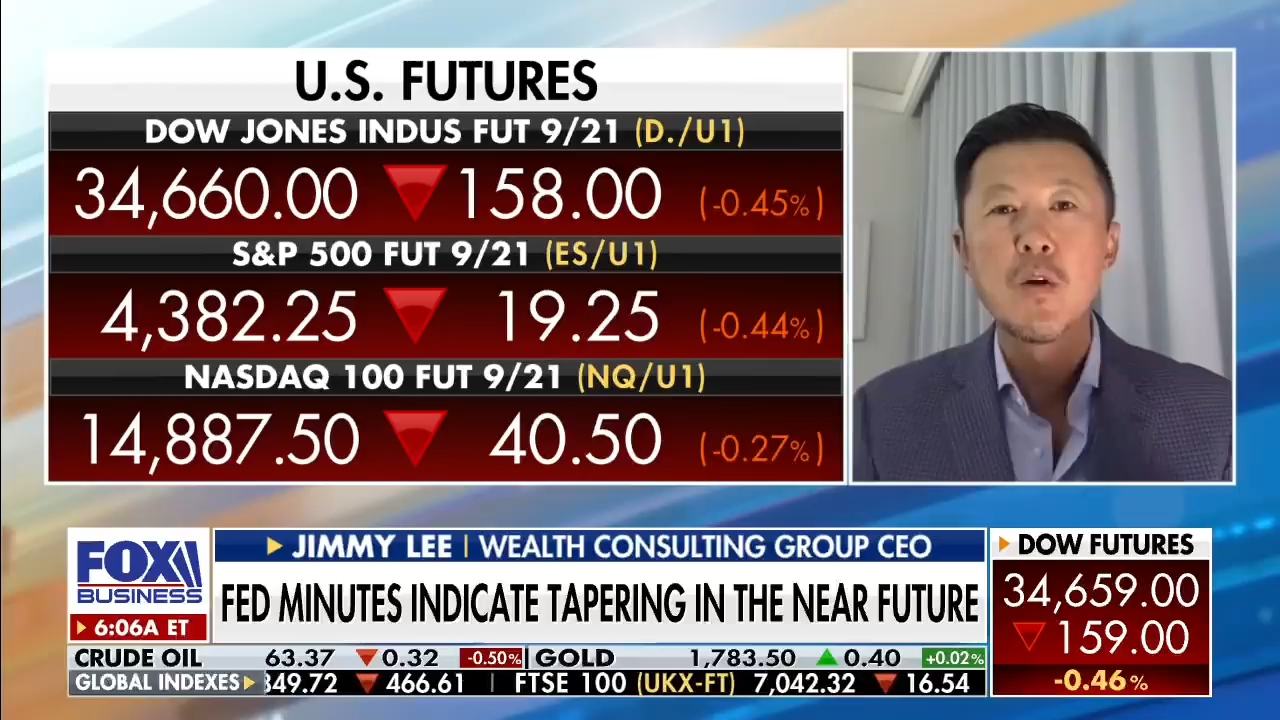 U.S. FUTURES
DOW JONES INDUS FUT 9/21 (D./U1)
34,660.00 ▼ 158.00 (-0.45%)
S&P 500 FUT 9/21 (ES/U1)
4,382.25 ▼ 19.25 (-0.44%)
NASDAQ 100 FUT 9/21 (NQ/U1)
14,887.50 ▼ 40.50 (-0.27%)
FOX
BUSINESS
6:06A ET
JIMMY LEE | WEALTH CONSULTING GROUP CEO
FED MINUTES INDICATE TAPERING IN THE NEAR FUTURE
DOW FUTURES
34,659.00
▼ 159.00
-0.46%
CRUDE OIL 63.37 ▼ 0.32 -0.50% GOLD 1,783.50 ▲ 0.40 +0.02%
GLOBAL INDEXES 349.72 ▼ 466.61 | FTSE 100 (UKX-FT) 7,042.32 ▼ 16.54